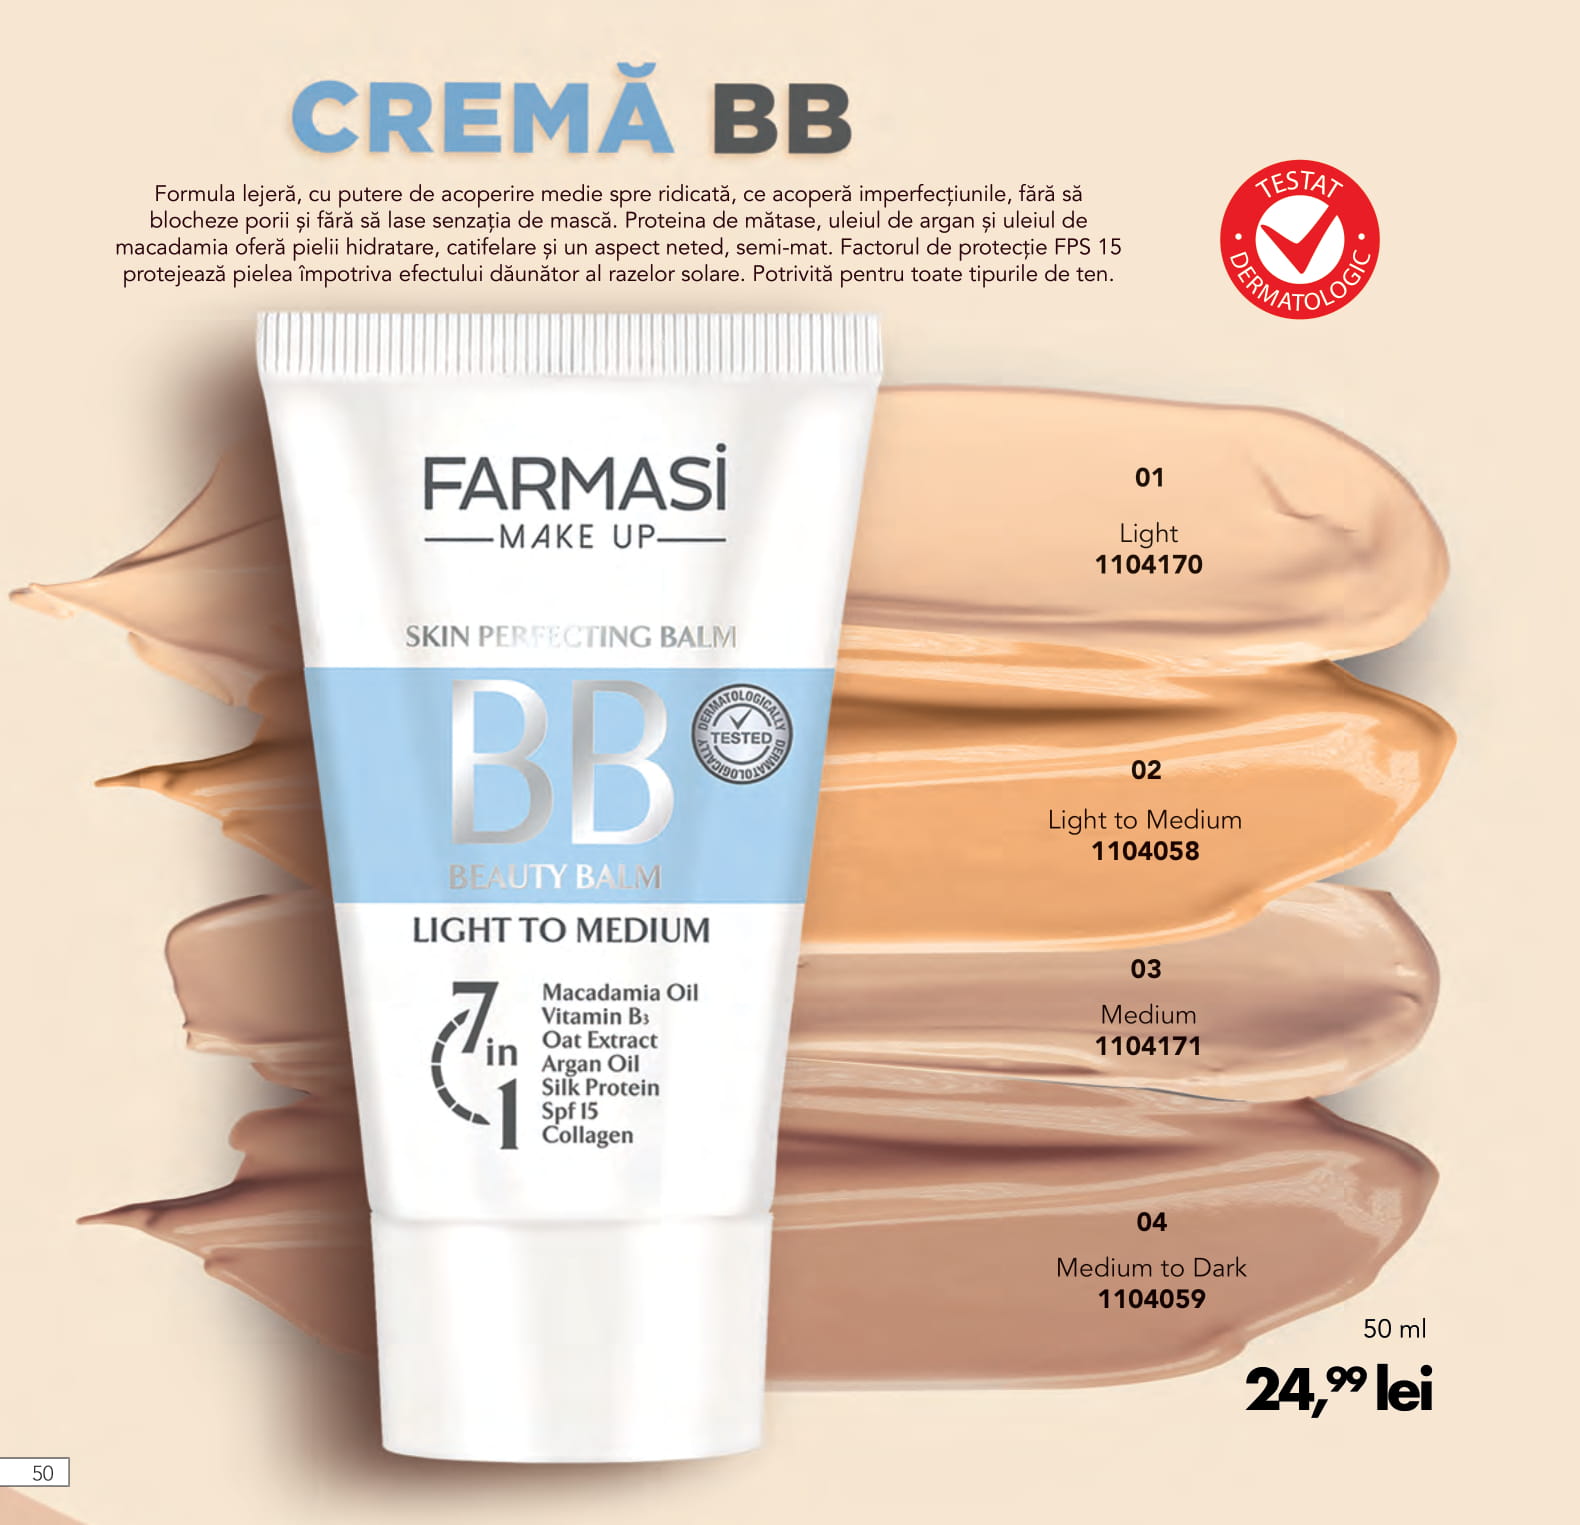 CREMĂ BB
Formula lejeră, cu putere de acoperire medie spre ridicată, ce acoperă imperfecțiunile, fără să
blocheze porii și fără să lase senzația de mască. Proteina de mătase, uleiul de argan și uleiul de
macadamia oferă pielii hidratare, catifelare și un aspect neted, semi-mat. Factorul de protecție FPS 15
protejează pielea împotriva efectului dăunător al razelor solare. Potrivită pentru toate tipurile de ten.
TESTAT
DERMATOLOGIC
FARMASİ
MAKE UP
SKIN PERFECTING BALM
BB
DERMATOLOGICALLY
TESTED
DERMATOLOGICALLY
BEAUTY BALM
LIGHT TO MEDIUM
7 in 1
Macadamia Oil
Vitamin B3
Oat Extract
Argan Oil
Silk Protein
Spf 15
Collagen
01
Light
1104170
02
Light to Medium
1104058
03
Medium
1104171
04
Medium to Dark
1104059
50 ml
24,99 lei
50